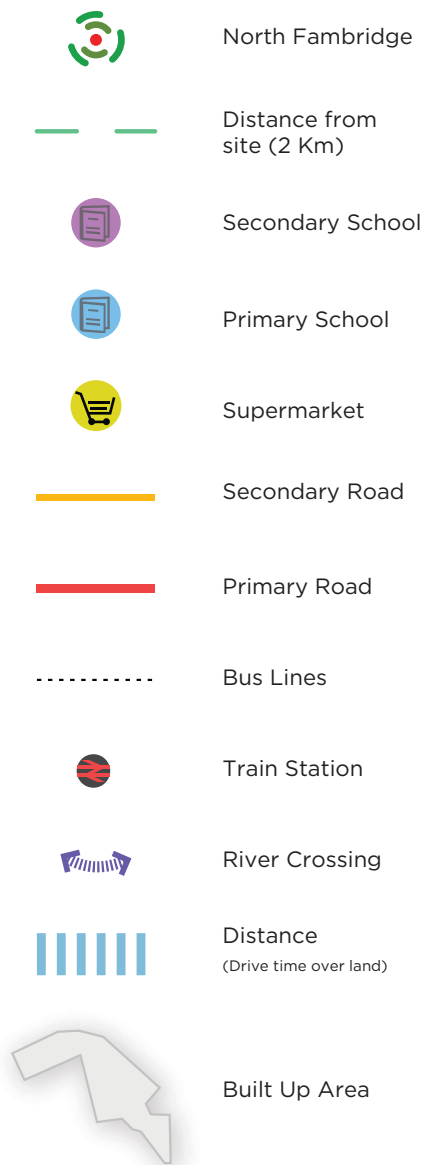 North Fambridge
Distance from
site (2 Km)
Secondary School
Primary School
Supermarket
Secondary Road
Primary Road
Bus Lines
Train Station
River Crossing
Distance
(Drive time over land)
Built Up Area